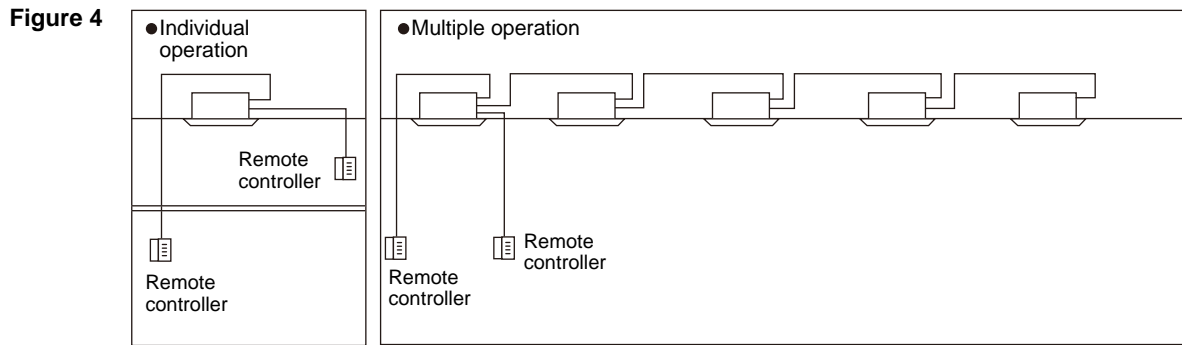 Figure 4
●Individual
operation
Remote
controller
Remote
controller
●Multiple operation
Remote
controller
Remote
controller